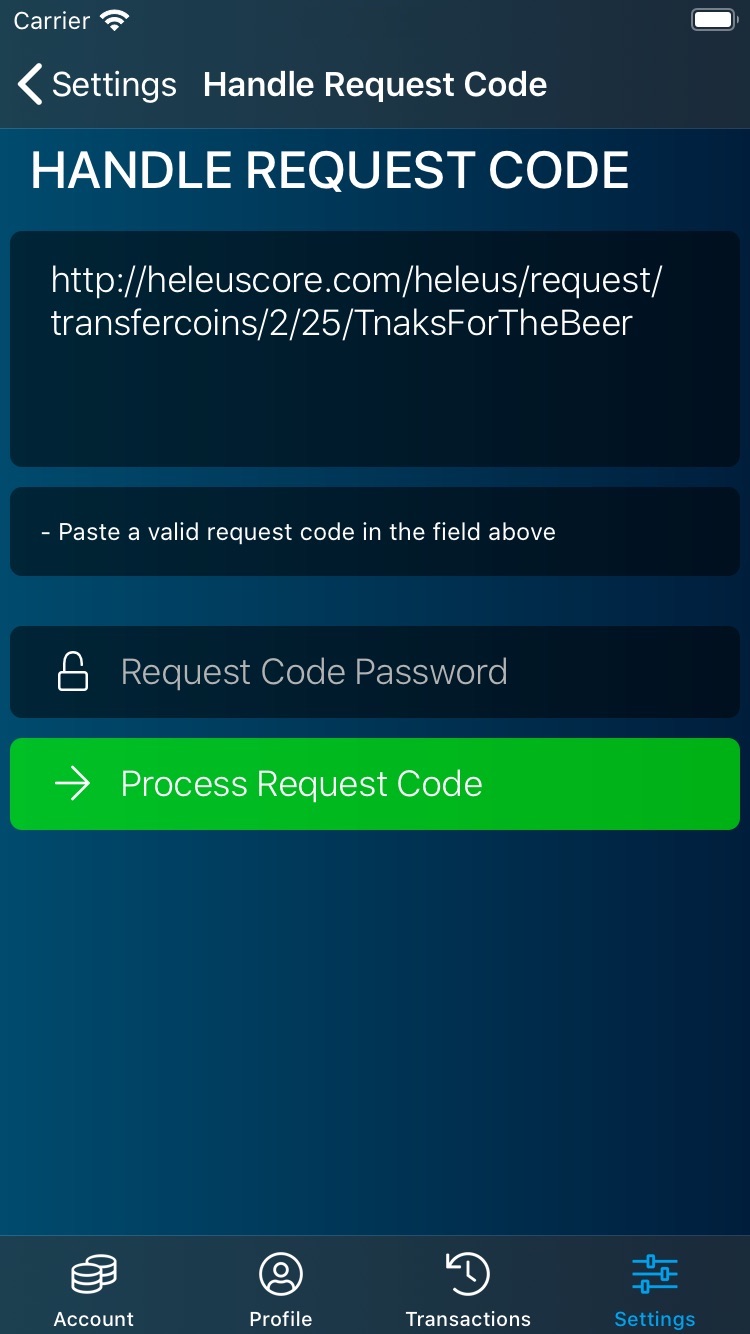 Carrier
Settings Handle Request Code
HANDLE REQUEST CODE
http://heleuscore.com/heleus/request/
transfercoins/2/25/TnaksForTheBeer
- Paste a valid request code in the field above
Request Code Password
Process Request Code
Account Profile Transactions Settings